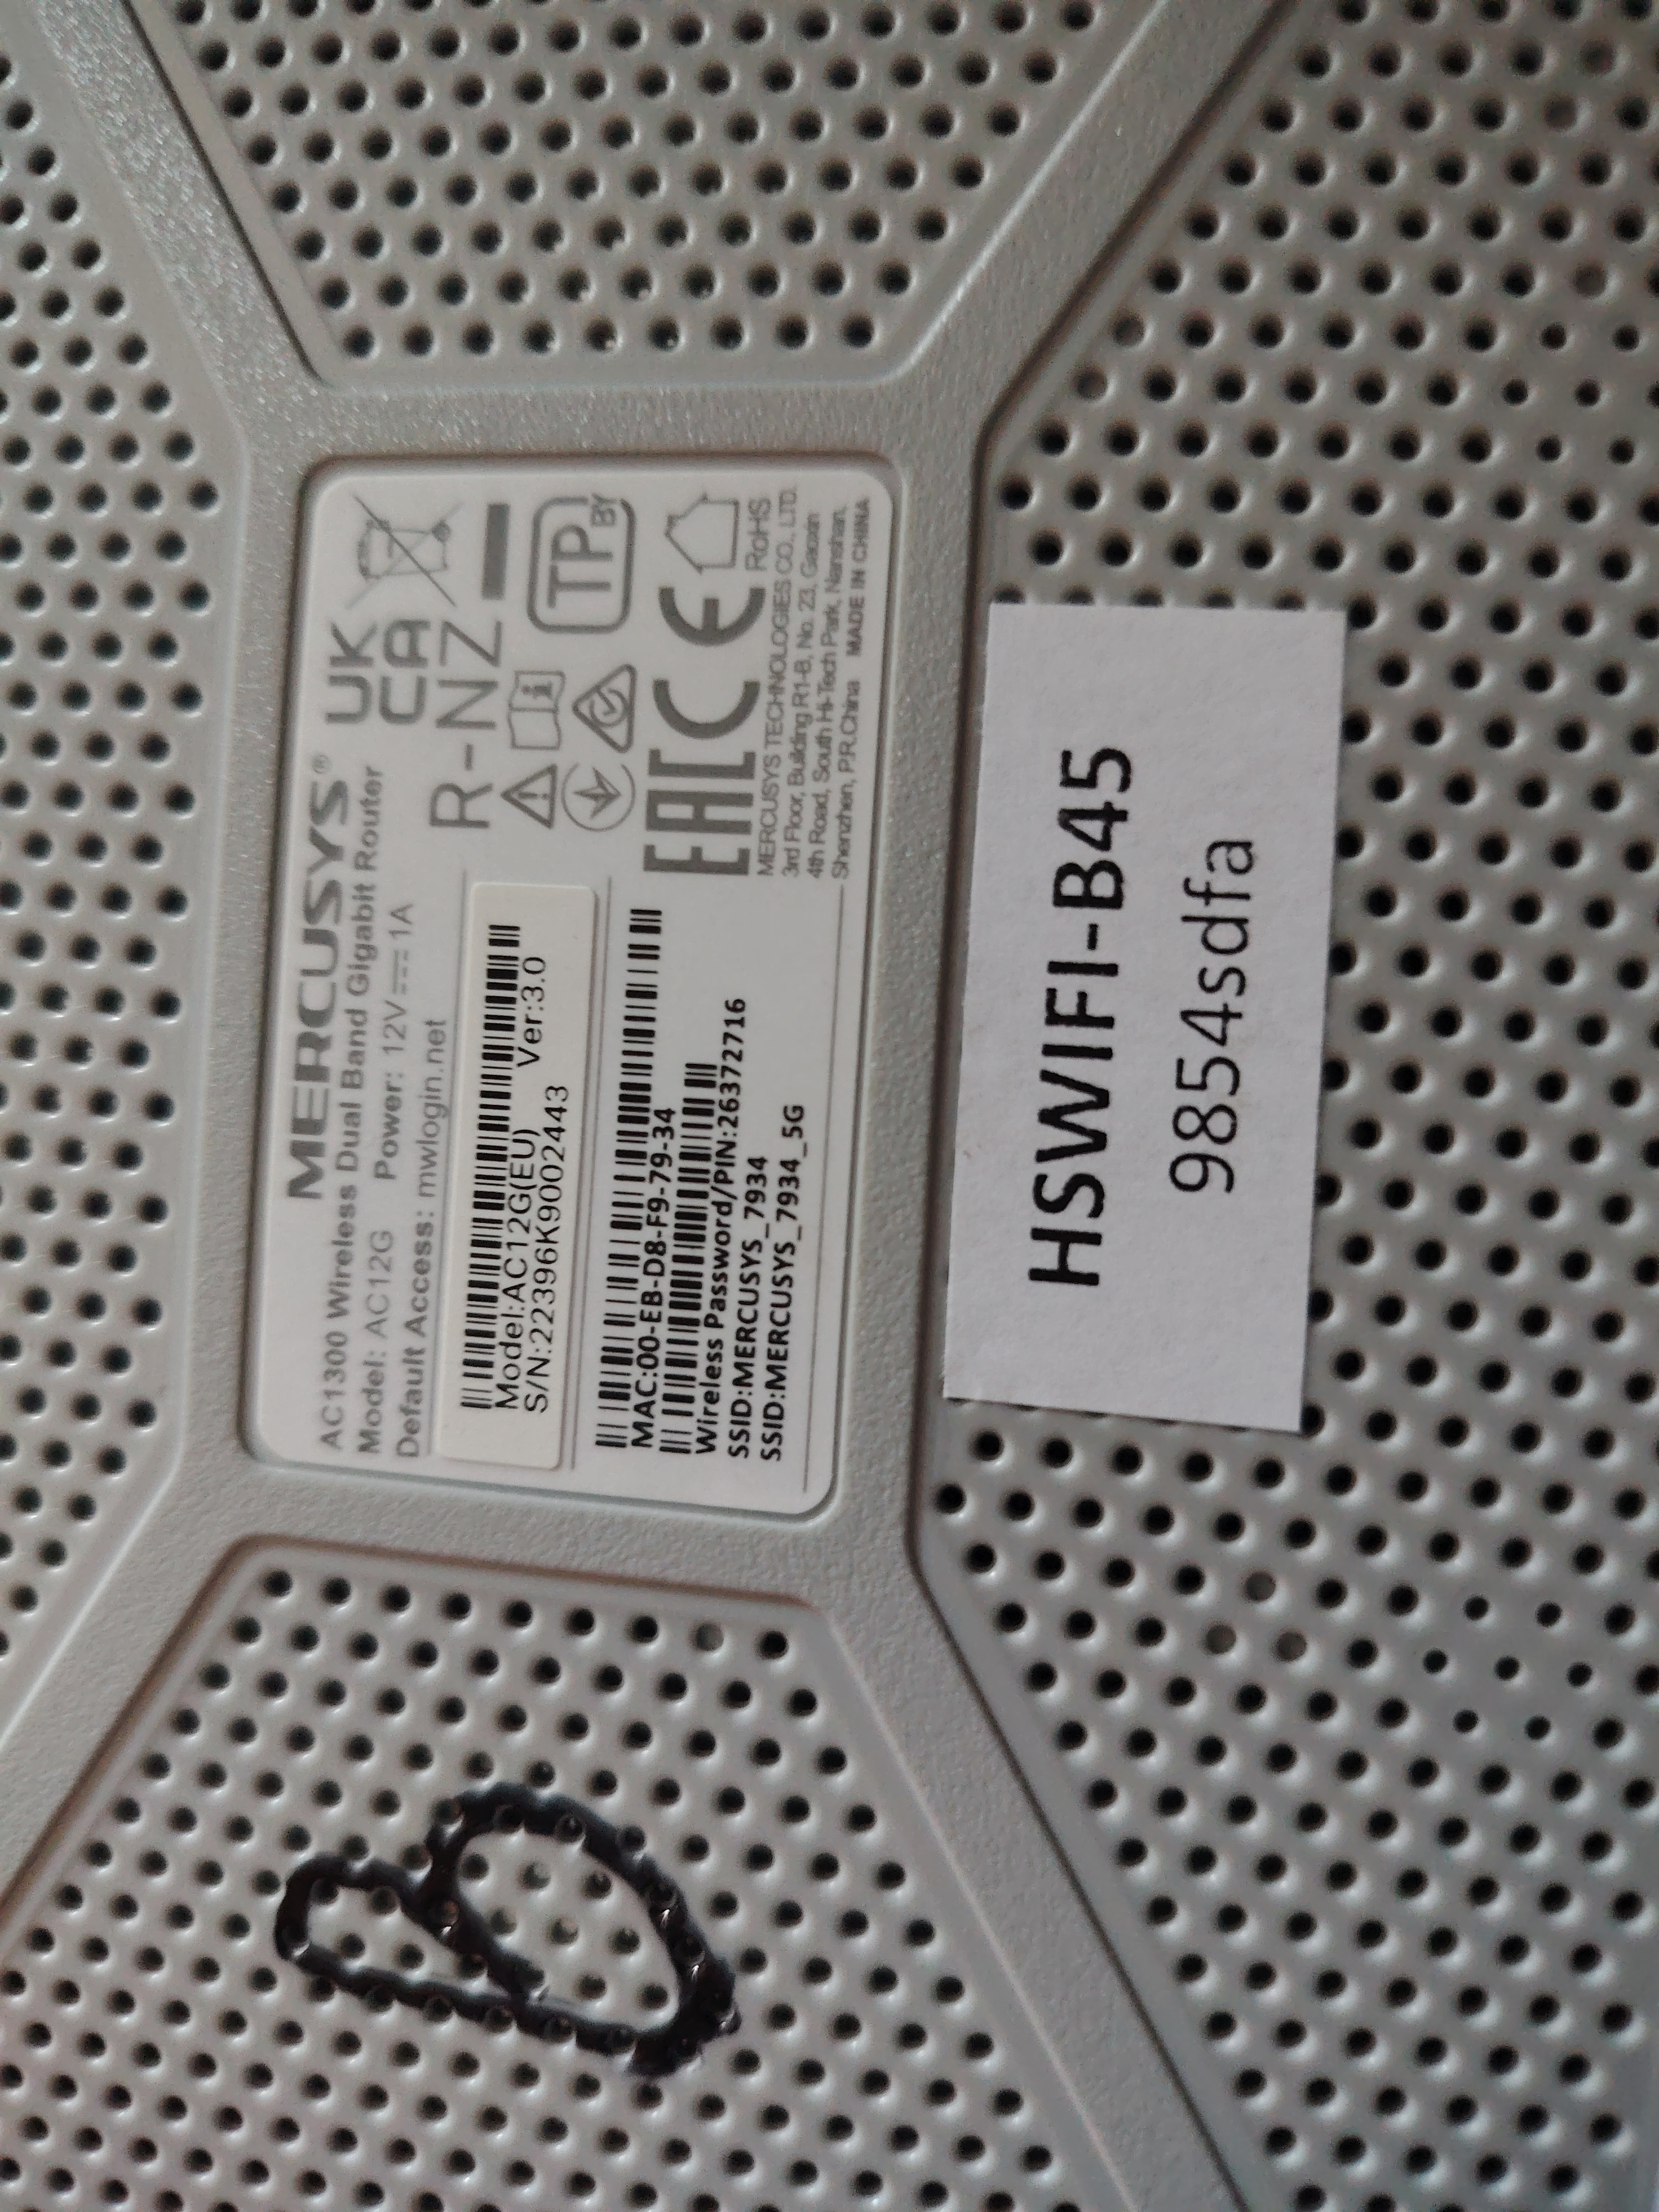 MERCUSYS®
AC1300 Wireless Dual Band Gigabit Router
Model: AC12G Power: 12V⎓1A
Default Access: mwlogin.net
Model:AC12G(EU) Ver:3.0
S/N:22396K9002443
MAC:00-EB-D8-F9-79-34
Wireless Password/PIN:26372716
SSID:MERCUSYS_7934
SSID:MERCUSYS_7934_5G
UK
CA
R-NZ
TP
BY
EAC CE
RoHS
MERCUSYS TECHNOLOGIES CO., LTD.
3rd Floor, Building R1-B, No. 23, Gaoxin
4th Road, South Hi-Tech Park, Nanshan,
Shenzhen, P.R.China MADE IN CHINA
HSWIFI-B45
9854sdfa
B